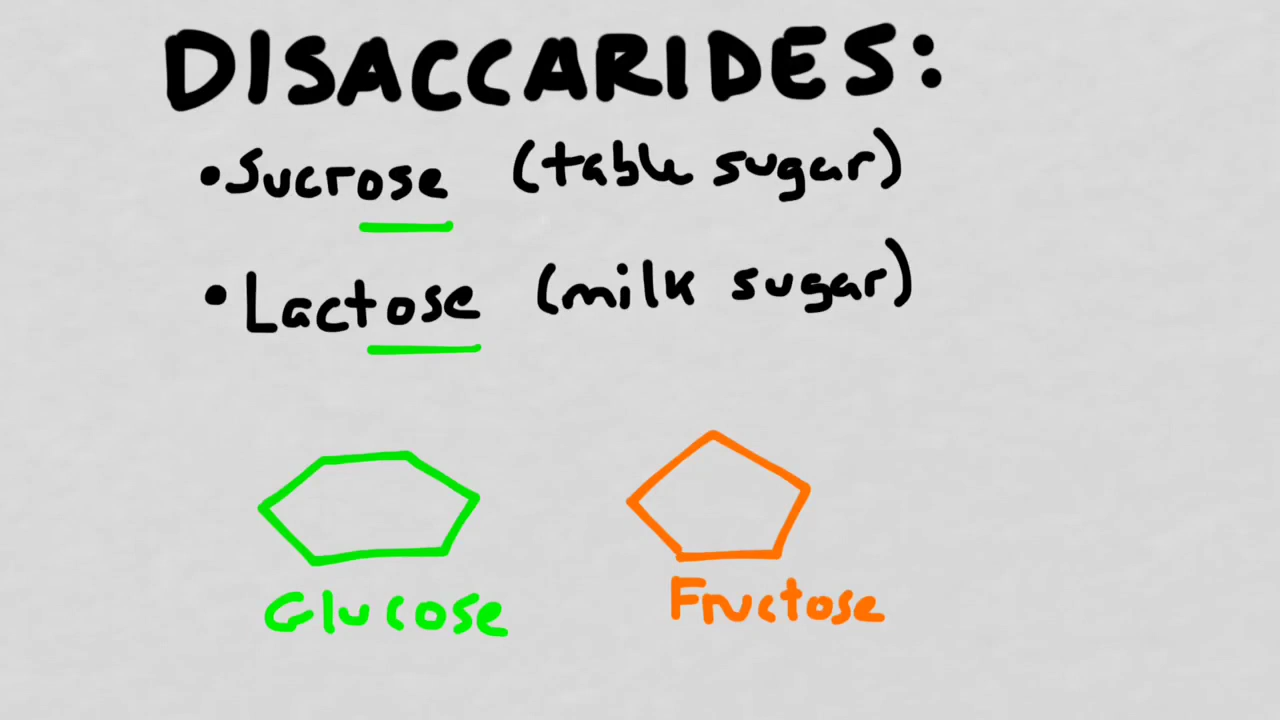 DISACCARIDES:
•Sucrose (table sugar)
•Lactose (milk sugar)
Glucose Fructose